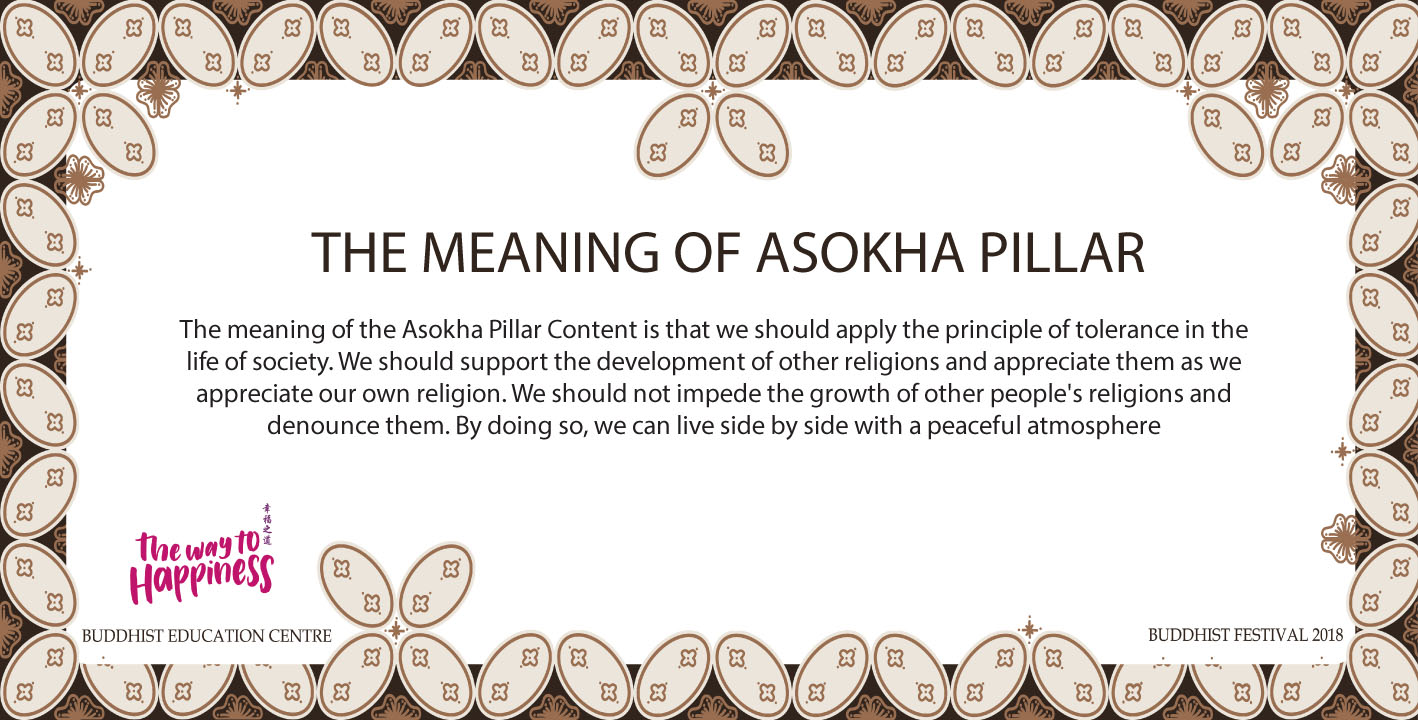 THE MEANING OF ASOKHA PILLAR
The meaning of the Asokha Pillar Content is that we should apply the principle of tolerance in the
life of society. We should support the development of other religions and appreciate them as we
appreciate our own religion. We should not impede the growth of other people's religions and
denounce them. By doing so, we can live side by side with a peaceful atmosphere
幸福之道
The way to
Happiness
BUDDHIST EDUCATION CENTRE
BUDDHIST FESTIVAL 2018